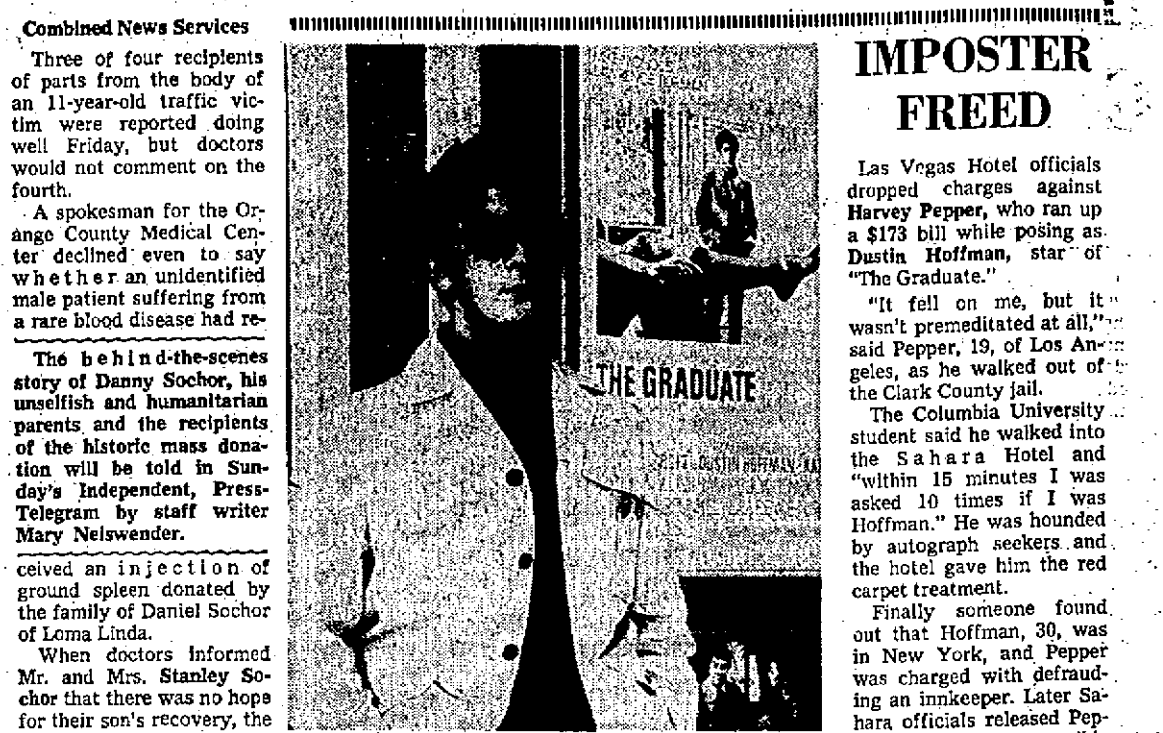 Combined News Services
Three of four recipients
of parts from the body of
an 11-year-old traffic vic-
tim were reported doing
well Friday, but doctors
would not comment on the
fourth.
A spokesman for the Or-
ange County Medical Cen-
ter declined even to say
whether an unidentified
male patient suffering from
a rare blood disease had re-
The behind-the-scenes
story of Danny Sochor, his
unselfish and humanitarian
parents and the recipients
of the historic mass dona-
tion will be told in Sun-
day's Independent, Press-
Telegram by staff writer
Mary Neiswender.
ceived an injection of
ground spleen donated by
the family of Daniel Sochor
of Loma Linda.
When doctors informed
Mr. and Mrs. Stanley So-
chor that there was no hope
for their son's recovery, the
THE GRADUATE
DUSTIN HOFFMAN
IMPOSTER
FREED
Las Vegas Hotel officials
dropped charges against
Harvey Pepper, who ran up
a $173 bill while posing as
Dustin Hoffman, star of
"The Graduate."
"It fell on me, but it
wasn't premeditated at all,"
said Pepper, 19, of Los An-
geles, as he walked out of
the Clark County jail.
The Columbia University
student said he walked into
the Sahara Hotel and
"within 15 minutes I was
asked 10 times if I was
Hoffman." He was hounded
by autograph seekers and
the hotel gave him the red
carpet treatment.
Finally someone found
out that Hoffman, 30, was
in New York, and Pepper
was charged with defraud-
ing an innkeeper. Later Sa-
hara officials released Pep-